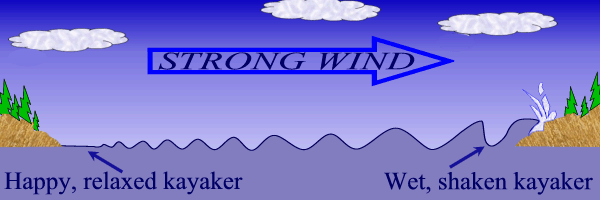 STRONG WIND
Happy, relaxed kayaker
Wet, shaken kayaker